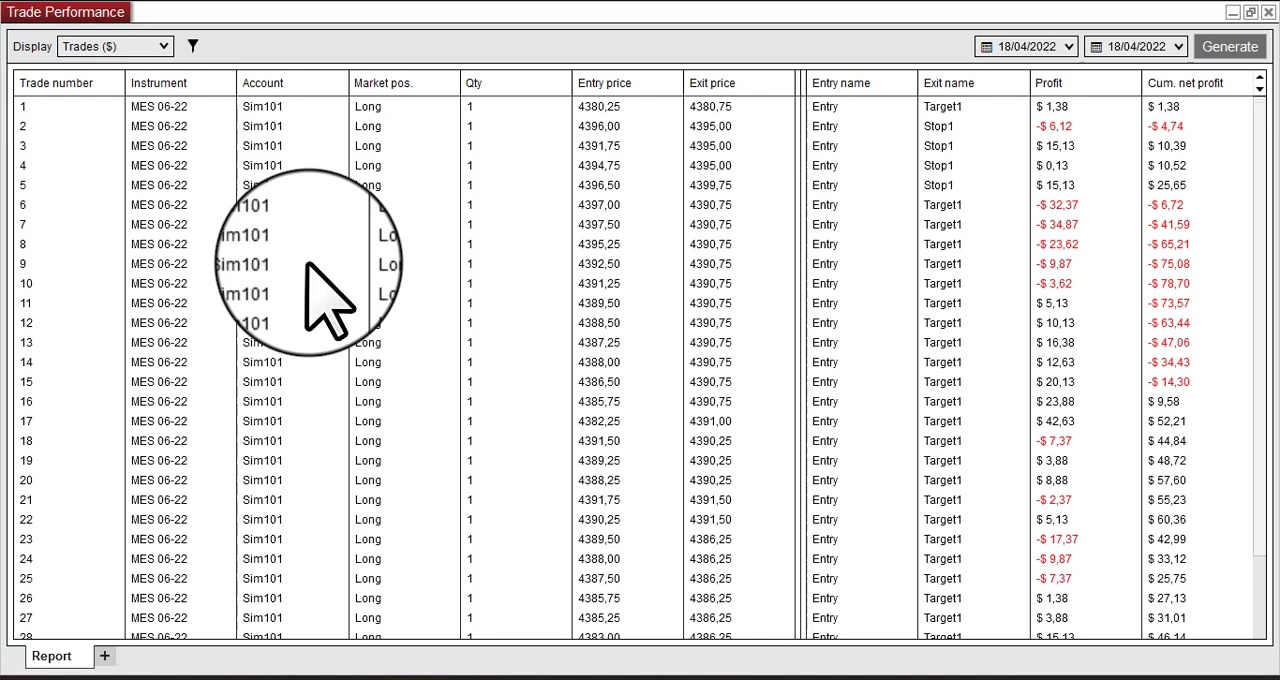 Trade Performance
Display Trades ($) 18/04/2022 18/04/2022 Generate
Trade number Instrument Account Market pos. Qty Entry price Exit price Entry name Exit name Profit Cum. net profit
1 MES 06-22 Sim101 Long 1 4380,25 4380,75 Entry Target1 $ 1,38 $ 1,38
2 MES 06-22 Sim101 Long 1 4396,00 4395,00 Entry Stop1 -$ 6,12 -$ 4,74
3 MES 06-22 Sim101 Long 1 4391,75 4395,00 Entry Stop1 $ 15,13 $ 10,39
4 MES 06-22 Sim101 Long 1 4394,75 4395,00 Entry Stop1 $ 0,13 $ 10,52
5 MES 06-22 Long 1 4396,50 4399,75 Entry Stop1 $ 15,13 $ 25,65
6 MES 06-22 1 4397,00 4390,75 Entry Target1 -$ 32,37 -$ 6,72
7 MES 06-22 1 4397,50 4390,75 Entry Target1 -$ 34,87 -$ 41,59
8 MES 06-22 1 4395,25 4390,75 Entry Target1 -$ 23,62 -$ 65,21
9 MES 06-22 Sim101 1 4392,50 4390,75 Entry Target1 -$ 9,87 -$ 75,08
10 MES 06-22 1 4391,25 4390,75 Entry Target1 -$ 3,62 -$ 78,70
11 MES 06-22 1 4389,50 4390,75 Entry Target1 $ 5,13 -$ 73,57
12 MES 06-22 1 4388,50 4390,75 Entry Target1 $ 10,13 -$ 63,44
13 MES 06-22 Long 1 4387,25 4390,75 Entry Target1 $ 16,38 -$ 47,06
14 MES 06-22 Sim101 Long 1 4388,00 4390,75 Entry Target1 $ 12,63 -$ 34,43
15 MES 06-22 Sim101 Long 1 4386,50 4390,75 Entry Target1 $ 20,13 -$ 14,30
16 MES 06-22 Sim101 Long 1 4385,75 4390,75 Entry Target1 $ 23,88 $ 9,58
17 MES 06-22 Sim101 Long 1 4382,25 4391,00 Entry Target1 $ 42,63 $ 52,21
18 MES 06-22 Sim101 Long 1 4391,50 4390,25 Entry Target1 -$ 7,37 $ 44,84
19 MES 06-22 Sim101 Long 1 4389,25 4390,25 Entry Target1 $ 3,88 $ 48,72
20 MES 06-22 Sim101 Long 1 4388,25 4390,25 Entry Target1 $ 8,88 $ 57,60
21 MES 06-22 Sim101 Long 1 4391,75 4391,50 Entry Target1 -$ 2,37 $ 55,23
22 MES 06-22 Sim101 Long 1 4390,25 4391,50 Entry Target1 $ 5,13 $ 60,36
23 MES 06-22 Sim101 Long 1 4389,50 4386,25 Entry Target1 -$ 17,37 $ 42,99
24 MES 06-22 Sim101 Long 1 4388,00 4386,25 Entry Target1 -$ 9,87 $ 33,12
25 MES 06-22 Sim101 Long 1 4387,50 4386,25 Entry Target1 -$ 7,37 $ 25,75
26 MES 06-22 Sim101 Long 1 4385,75 4386,25 Entry Target1 $ 1,38 $ 27,13
27 MES 06-22 Sim101 Long 1 4385,25 4386,25 Entry Target1 $ 3,88 $ 31,01
28 MES 06-22 Sim101 Long 1 4383,00 4386,25 Entry Target1 $ 15,13 $ 46,14
Report +